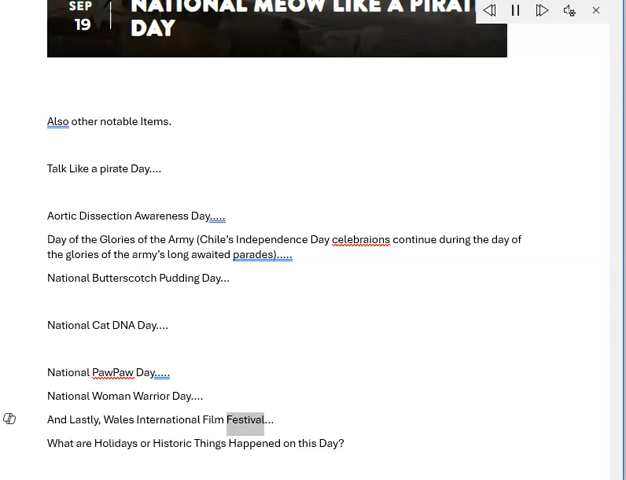 SEP
19
NATIONAL MEOW LIKE A PIRAT
DAY
Also other notable Items.
Talk Like a pirate Day....
Aortic Dissection Awareness Day.....
Day of the Glories of the Army (Chile's Independence Day celebraions continue during the day of
the glories of the army's long awaited parades).....
National Butterscotch Pudding Day...
National Cat DNA Day....
National PawPaw Day.....
National Woman Warrior Day....
And Lastly, Wales International Film Festival...
What are Holidays or Historic Things Happened on this Day?